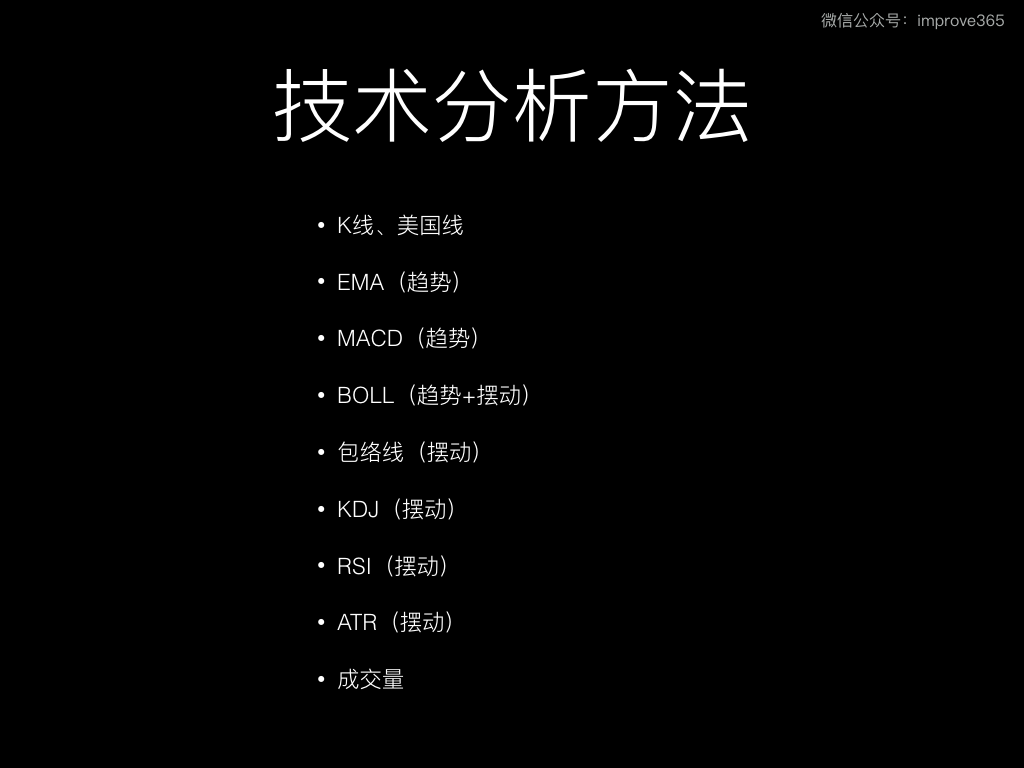 微信公众号：improve365
技术分析方法
• K线、美国线
• EMA（趋势）
• MACD（趋势）
• BOLL（趋势+摆动）
• 包络线（摆动）
• KDJ（摆动）
• RSI（摆动）
• ATR（摆动）
• 成交量